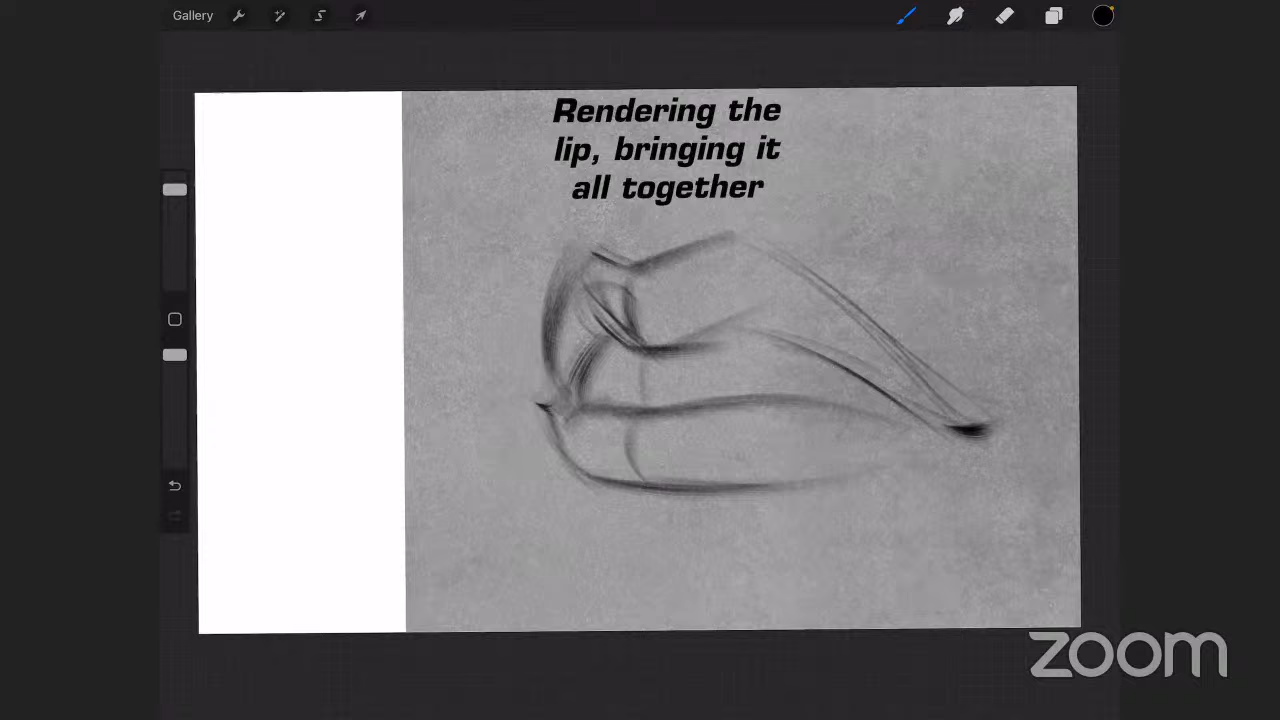 Gallery
Rendering the
lip, bringing it
all together
zoom